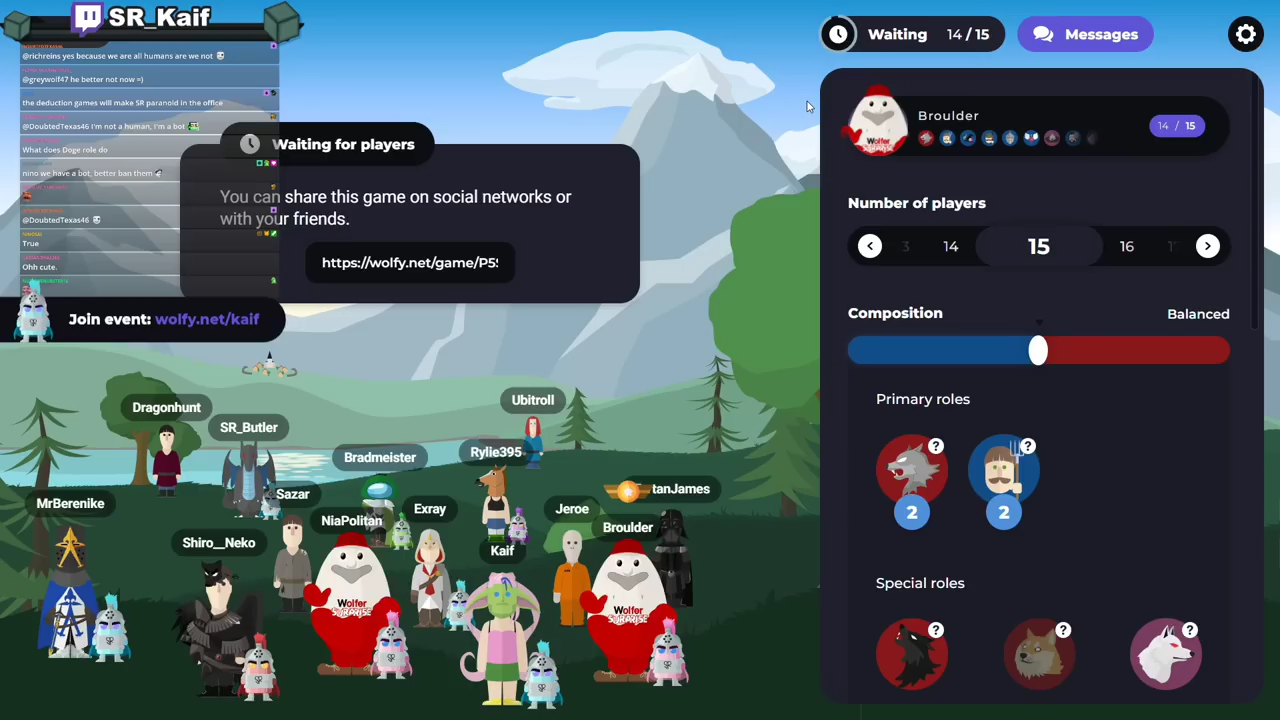 SR_Kaif
@richreins yes because we are all humans are we not
@greywolf47 he better not now =)
the deduction games will make SR paranoid in the office
@DoubtedTexas46 I'm not a human, i'm a bot
What does Doge role do
nino we have a bot, better ban them
@DoubtedTexas46
True
Ohh cute.
Join event: wolfy.net/kaif
Waiting for players
You can share this game on social networks or
with your friends.
https://wolfy.net/game/P5
Waiting 14 / 15
Messages
Broulder
14 / 15
Number of players
3 14 15 16
Composition Balanced
Primary roles
? ?
2 2
Special roles
? ? ?
Dragonhunt
SR_Butler
Ubitroll
Bradmeister
Rylie395
MrBerenike
Sazar
NiaPolitan
Exray
Jeroe
tanJames
Broulder
Shiro__Neko
Kaif
Wolfer
SURPRISE
Wolfer
SURPRISE